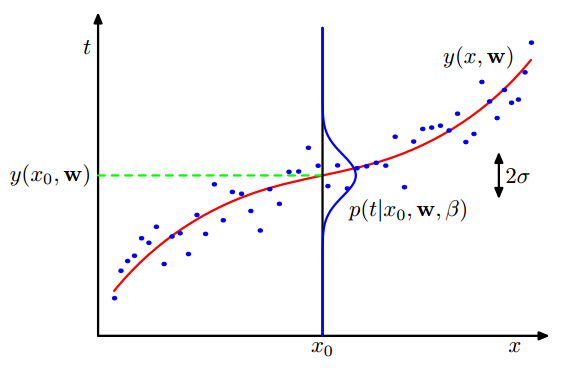 t
y(x, w)
y(x₀, w)
2σ
p(t|x₀, w, β)
x₀
x